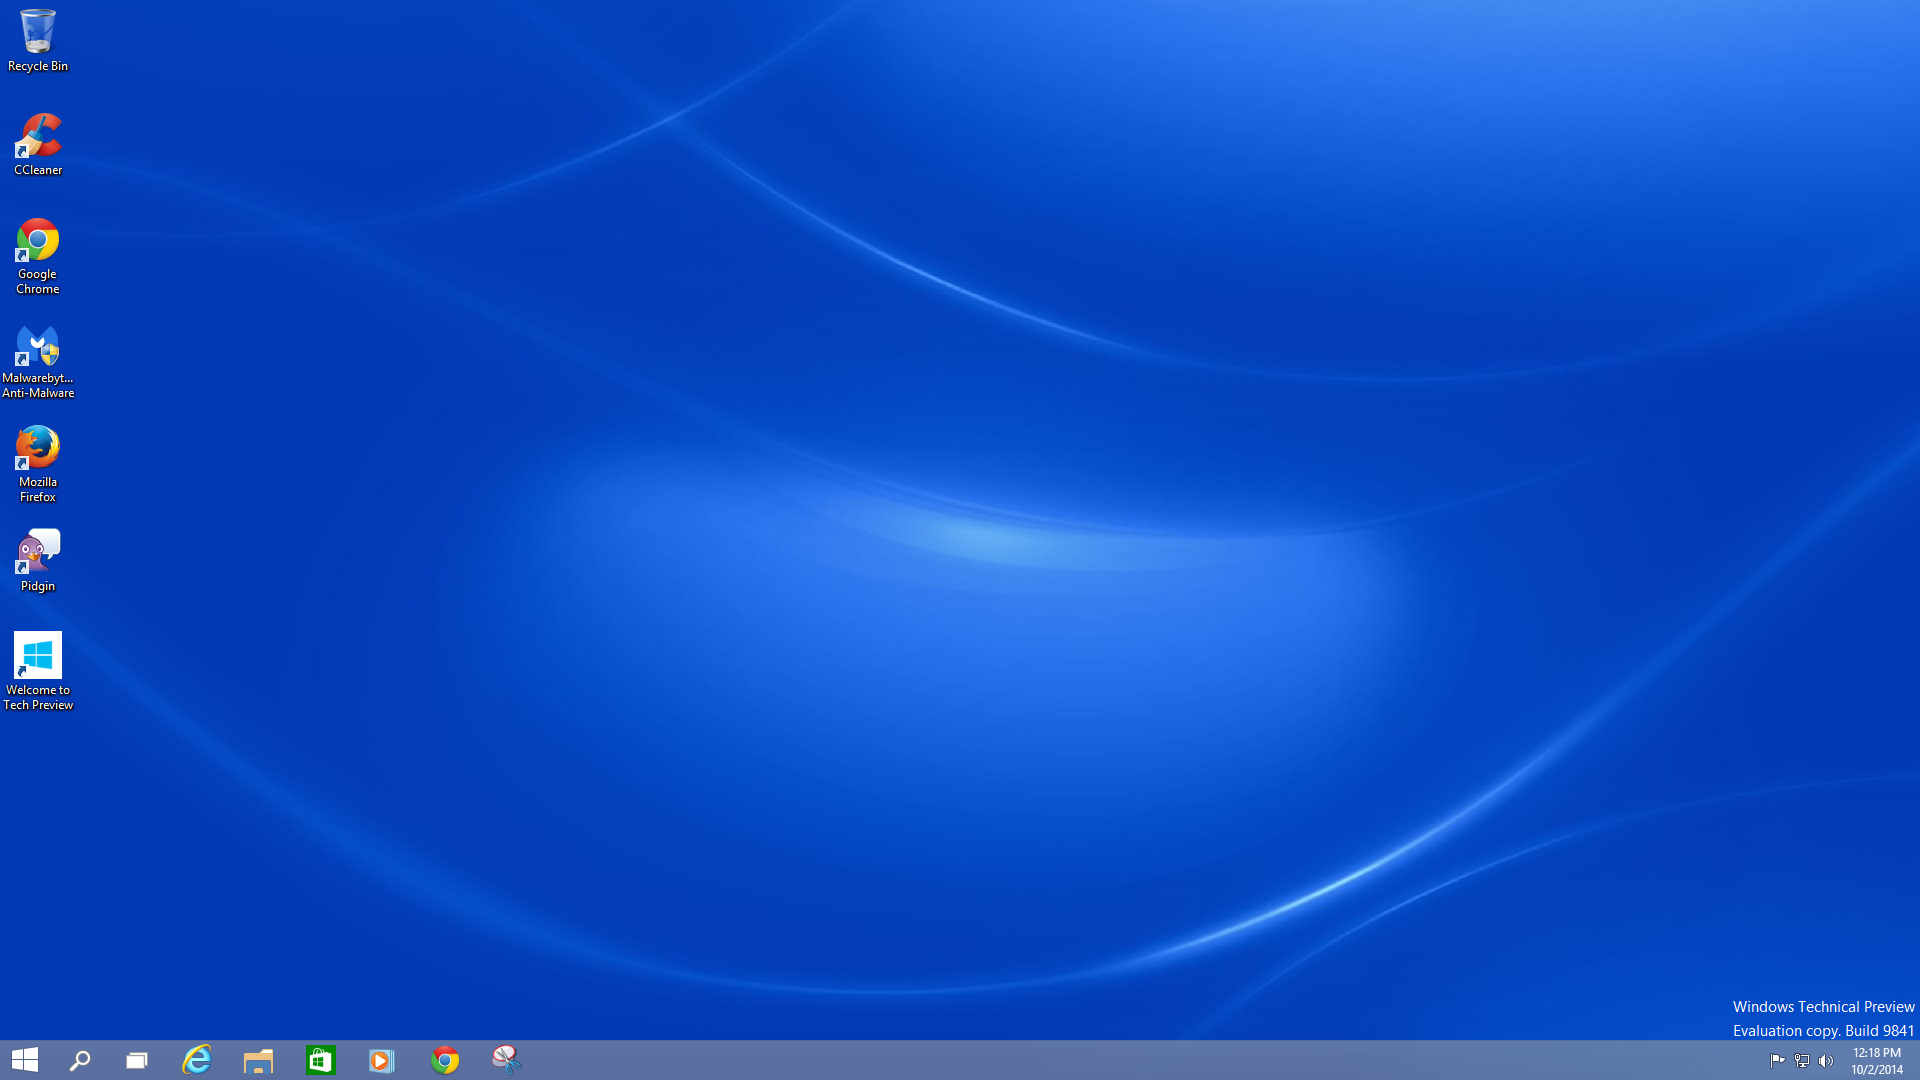 Recycle Bin
CCleaner
Google
Chrome
Malwarebyt...
Anti-Malware
Mozilla
Firefox
Pidgin
Welcome to
Tech Preview
Windows Technical Preview
Evaluation copy. Build 9841
12:18 PM
10/2/2014